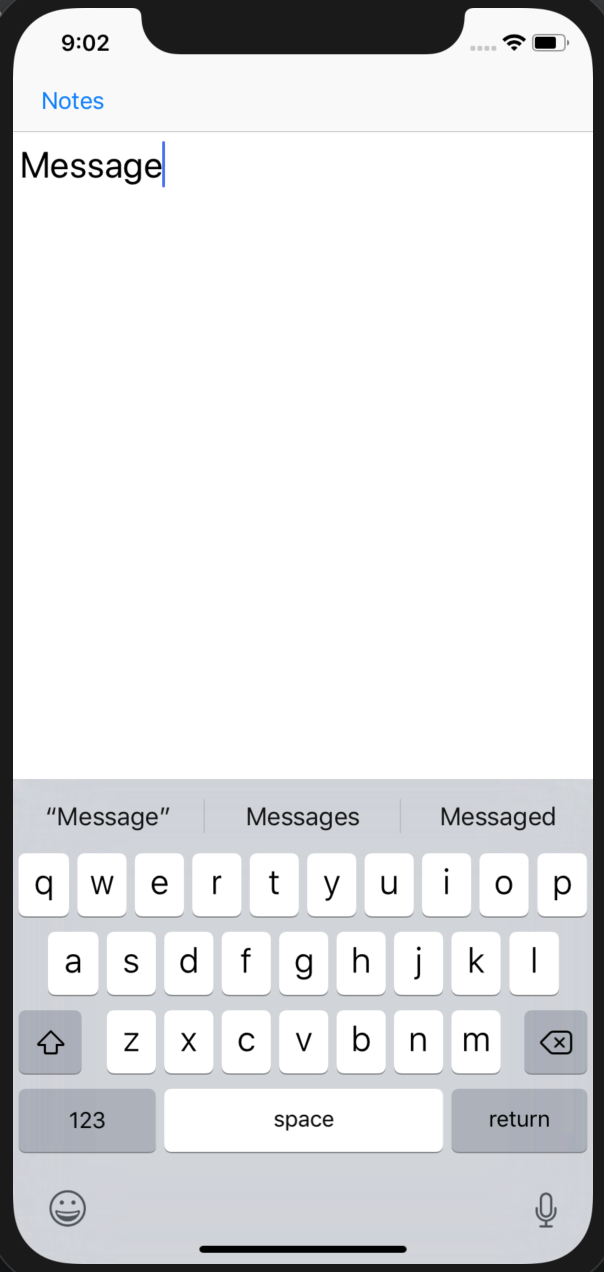 9:02
Notes
Message
“Message” Messages Messaged
q w e r t y u i o p
a s d f g h j k l
z x c v b n m
123 space return